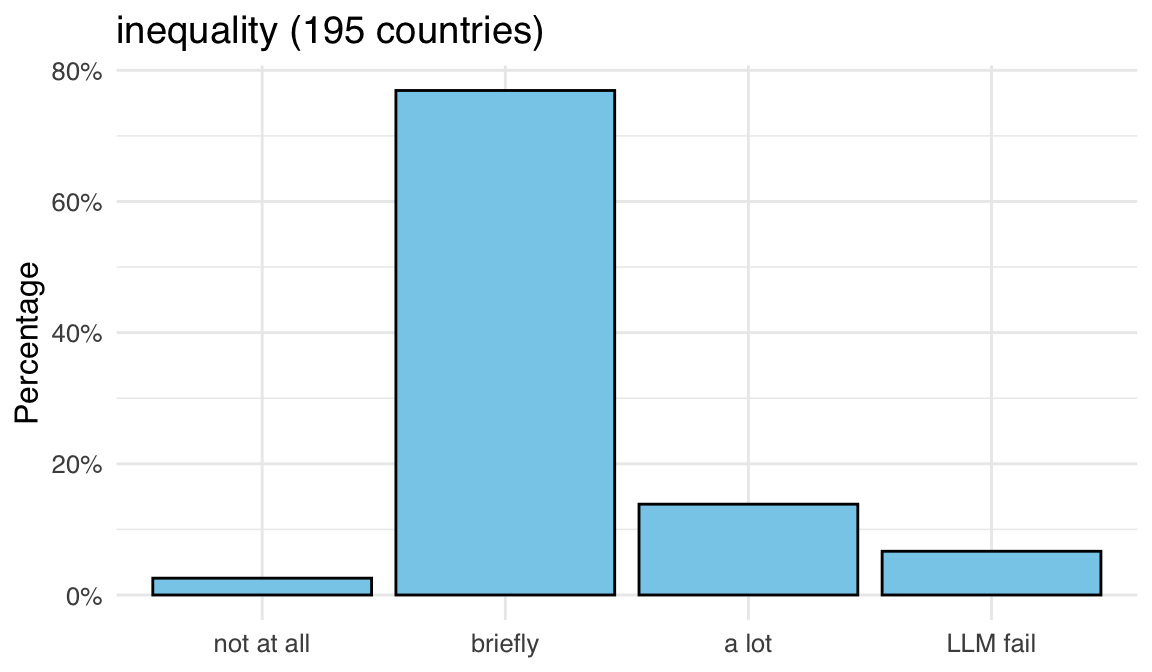 inequality (195 countries)
80%
60%
40%
20%
0%
Percentage
not at all
briefly
a lot
LLM fail